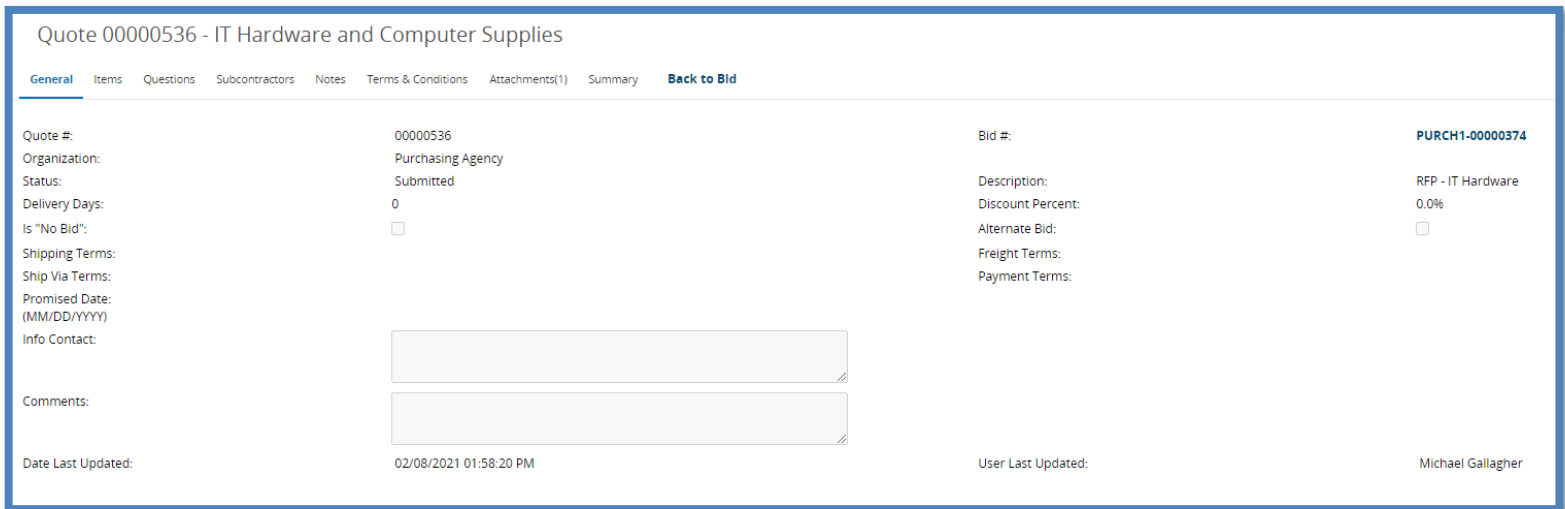 Quote 00000536 - IT Hardware and Computer Supplies
General Items Questions Subcontractors Notes Terms & Conditions Attachments(1) Summary Back to Bid
Quote #: 00000536 Bid #: PURCH1-00000374
Organization: Purchasing Agency
Status: Submitted Description: RFP - IT Hardware
Delivery Days: 0 Discount Percent: 0.0%
Is "No Bid": Alternate Bid:
Shipping Terms: Freight Terms:
Ship Via Terms: Payment Terms:
Promised Date:
(MM/DD/YYYY)
Info Contact:
Comments:
Date Last Updated: 02/08/2021 01:58:20 PM User Last Updated: Michael Gallagher